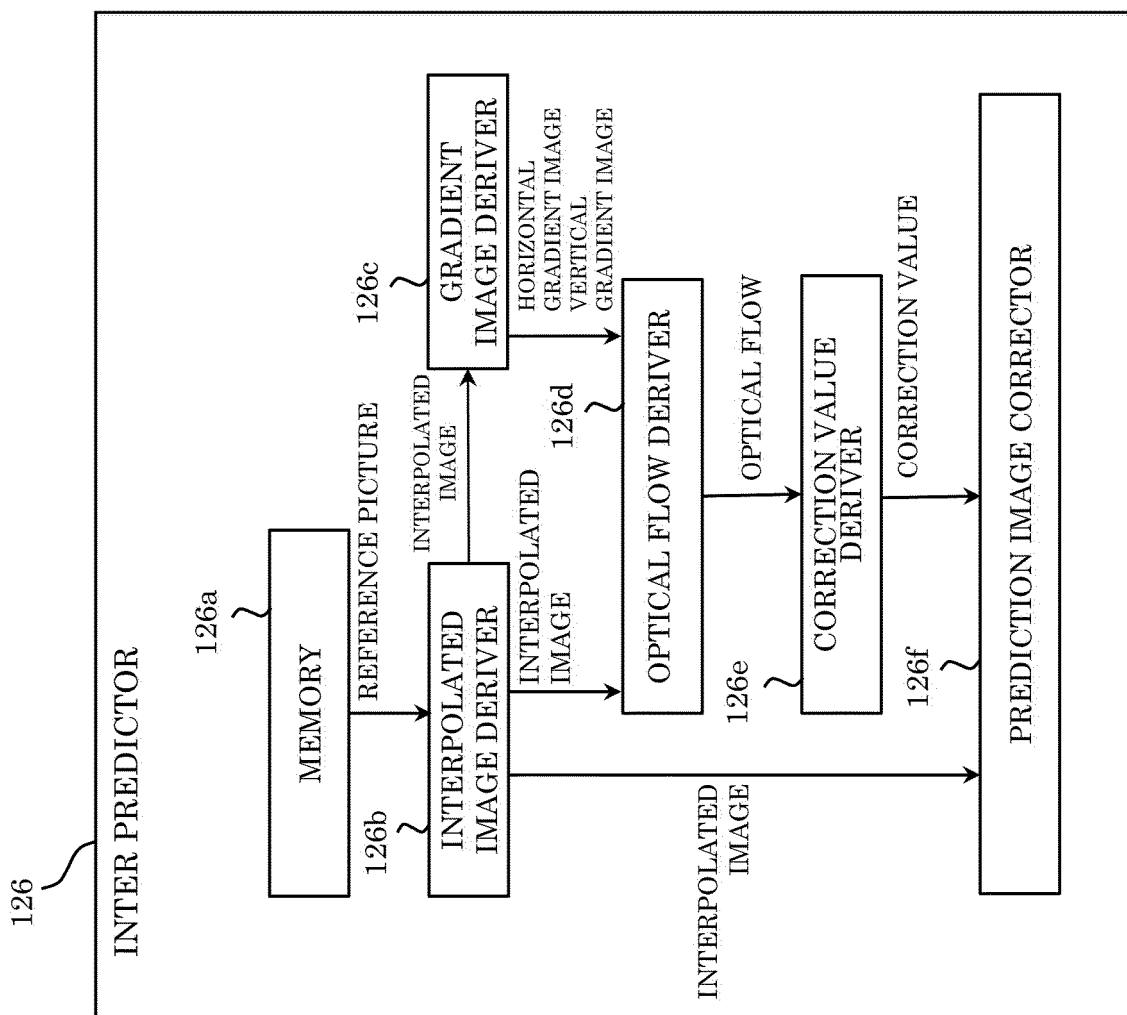 126
INTER PREDICTOR
126a
MEMORY
REFERENCE PICTURE
126b
INTERPOLATED
IMAGE DERIVER
INTERPOLATED
IMAGE
126c
GRADIENT
IMAGE DERIVER
INTERPOLATED
IMAGE
HORIZONTAL
GRADIENT IMAGE
VERTICAL
GRADIENT IMAGE
126d
OPTICAL FLOW DERIVER
OPTICAL FLOW
126e
CORRECTION VALUE
DERIVER
INTERPOLATED
IMAGE
CORRECTION VALUE
126f
PREDICTION IMAGE CORRECTOR